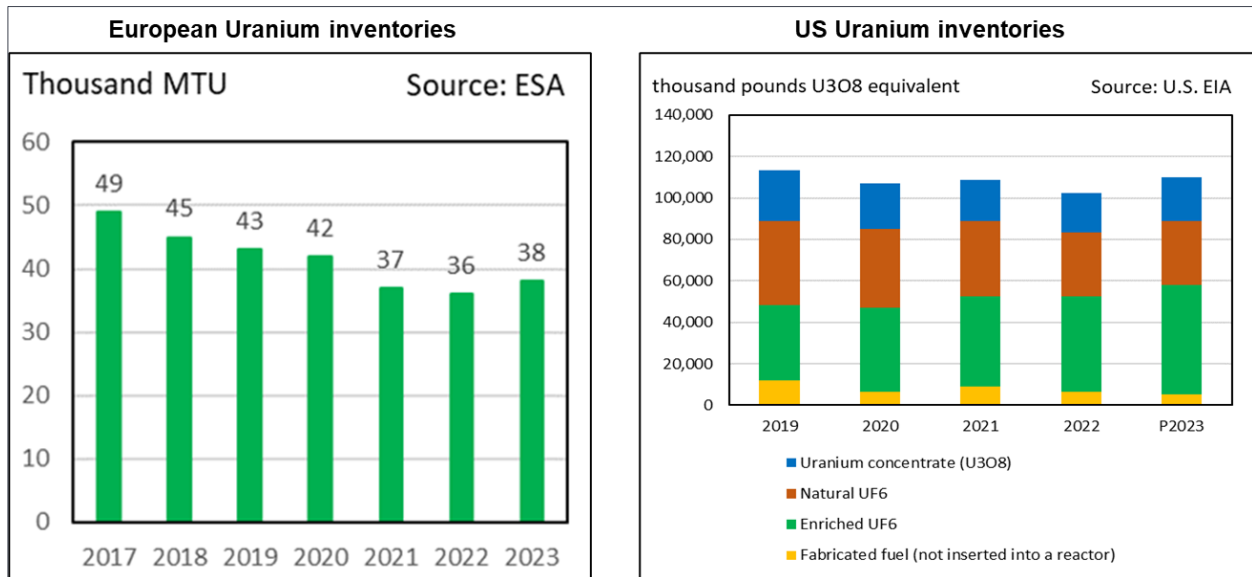 European Uranium inventories
Thousand MTU Source: ESA
60
50
40
30
20
10
0
49
45
43
42
37
36
38
2017 2018 2019 2020 2021 2022 2023
US Uranium inventories
thousand pounds U3O8 equivalent Source: U.S. EIA
140,000
120,000
100,000
80,000
60,000
40,000
20,000
0
2019 2020 2021 2022 P2023
Uranium concentrate (U3O8)
Natural UF6
Enriched UF6
Fabricated fuel (not inserted into a reactor)